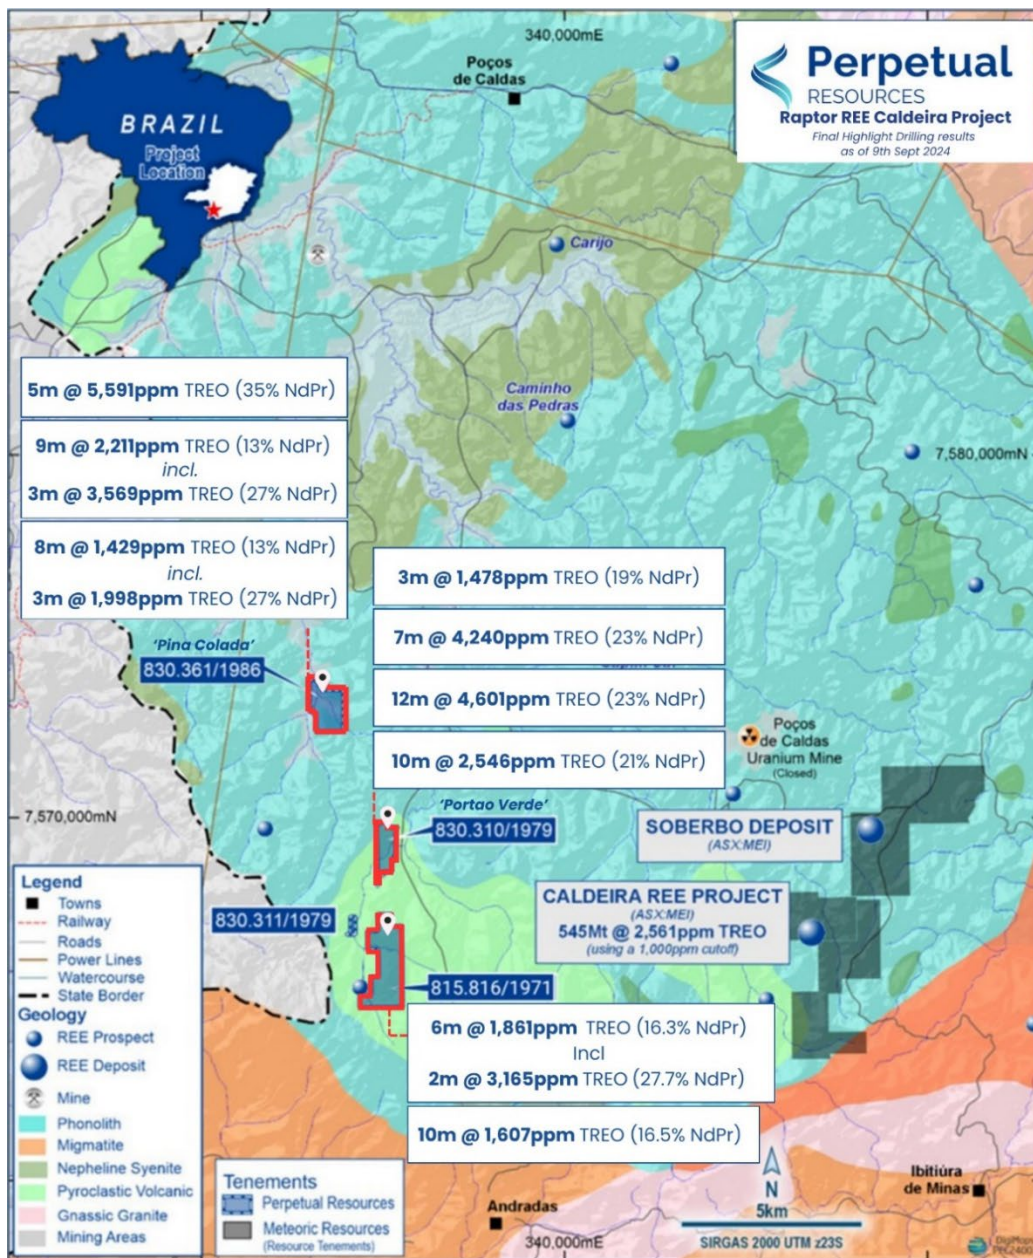 340,000mE
Poços
de Caldas
Perpetual
RESOURCES
Raptor REE Caldeira Project
Final Highlight Drilling results
as of 9th Sept 2024
BRAZIL
Project
Location
Carijo
Caminho
das Pedras
7,580,000mN
5m @ 5,591ppm TREO (35% NdPr)
9m @ 2,211ppm TREO (13% NdPr)
incl.
3m @ 3,569ppm TREO (27% NdPr)
8m @ 1,429ppm TREO (13% NdPr)
incl.
3m @ 1,998ppm TREO (27% NdPr)
3m @ 1,478ppm TREO (19% NdPr)
7m @ 4,240ppm TREO (23% NdPr)
12m @ 4,601ppm TREO (23% NdPr)
10m @ 2,546ppm TREO (21% NdPr)
'Pina Colada'
830.361/1986
Poços
de Caldas
Uranium Mine
(Closed)
7,570,000mN
'Portao Verde'
830.310/1979
SOBERBO DEPOSIT
(ASX:MEI)
CALDEIRA REE PROJECT
(ASX:MEI)
545Mt @ 2,561ppm TREO
(using a 1,000ppm cutoff)
830.311/1979
815.816/1971
6m @ 1,861ppm TREO (16.3% NdPr)
Incl
2m @ 3,165ppm TREO (27.7% NdPr)
10m @ 1,607ppm TREO (16.5% NdPr)
Legend
Towns
Railway
Roads
Power Lines
Watercourse
State Border
Geology
REE Prospect
REE Deposit
Mine
Phonolith
Migmatite
Nepheline Syenite
Pyroclastic Volcanic
Gnassic Granite
Mining Areas
Tenements
Perpetual Resources
Meteoric Resources
(Resource Tenements)
Andradas
Ibitiúra
de Minas
N
5km
SIRGAS 2000 UTM z23S
340,000mE